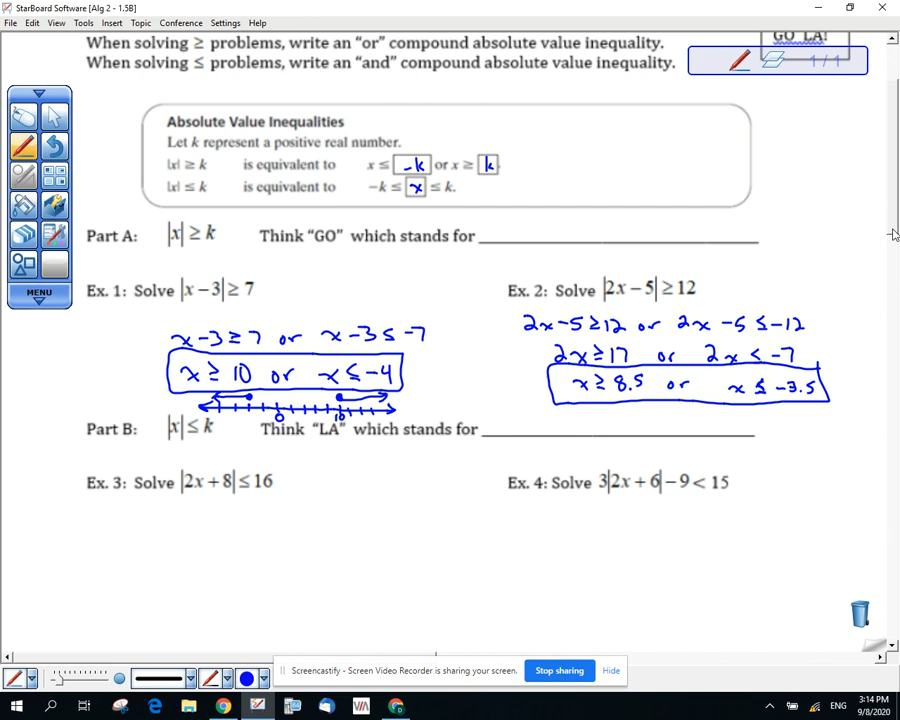 StarBoard Software [Alg 2 - 1.5B]
File Edit View Tools Insert Topic Conference Settings Help
When solving ≥ problems, write an "or" compound absolute value inequality.
GO LA!
When solving ≤ problems, write an "and" compound absolute value inequality.
1 / 1
Absolute Value Inequalities
Let k represent a positive real number.
|x| ≥ k is equivalent to x ≤ -k or x ≥ k.
|x| ≤ k is equivalent to -k ≤ x ≤ k.
Part A: |x| ≥ k Think "GO" which stands for
Ex. 1: Solve |x – 3| ≥ 7
Ex. 2: Solve |2x – 5| ≥ 12
MENU
x-3 ≥ 7 or x-3 ≤ -7
2x-5 ≥ 12 or 2x -5 ≤ -12
2x ≥ 17 or 2x ≤ -7
x ≥ 10 or x ≤ -4
x ≥ 8.5 or x ≤ -3.5
0 10
Part B: |x| ≤ k Think "LA" which stands for
Ex. 3: Solve |2x + 8| ≤ 16
Ex. 4: Solve 3|2x + 6| – 9 < 15
Screencastify - Screen Video Recorder is sharing your screen. Stop sharing Hide
VIA
ENG
3:14 PM
9/8/2020